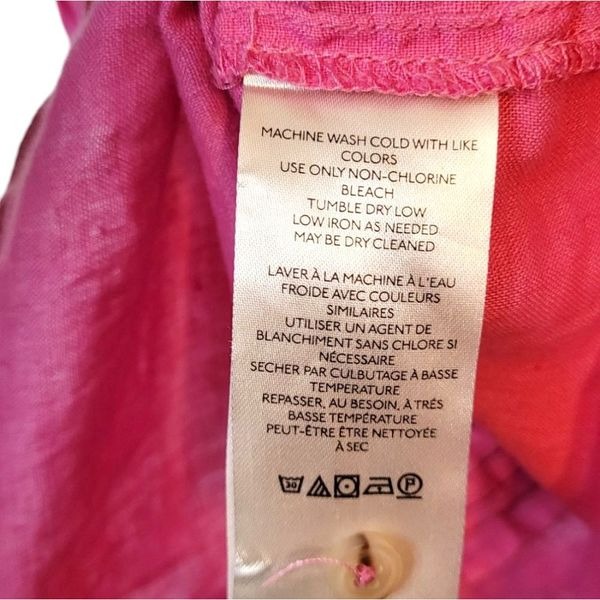 MACHINE WASH COLD WITH LIKE
COLORS
USE ONLY NON-CHLORINE
BLEACH
TUMBLE DRY LOW
LOW IRON AS NEEDED
MAY BE DRY CLEANED
LAVER À LA MACHINE À L'EAU
FROIDE AVEC COULEURS
SIMILAIRES
UTILISER UN AGENT DE
BLANCHIMENT SANS CHLORE SI
NÉCESSAIRE
SECHER PAR CULBUTAGE À BASSE
TEMPERATURE
REPASSER, AU BESOIN, À TRÉS
BASSE TEMPÉRATURE
PEUT-ÊTRE ÊTRE NETTOYÉE
À SEC
30 P